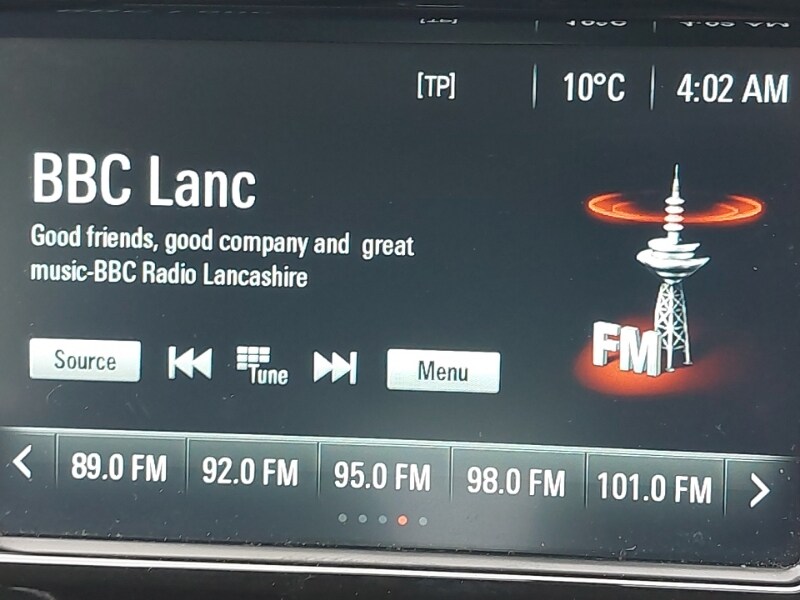 [TP] 10°C 4:02 AM
BBC Lanc
Good friends, good company and great
music-BBC Radio Lancashire
FM
Source Tune Menu
89.0 FM 92.0 FM 95.0 FM 98.0 FM 101.0 FM